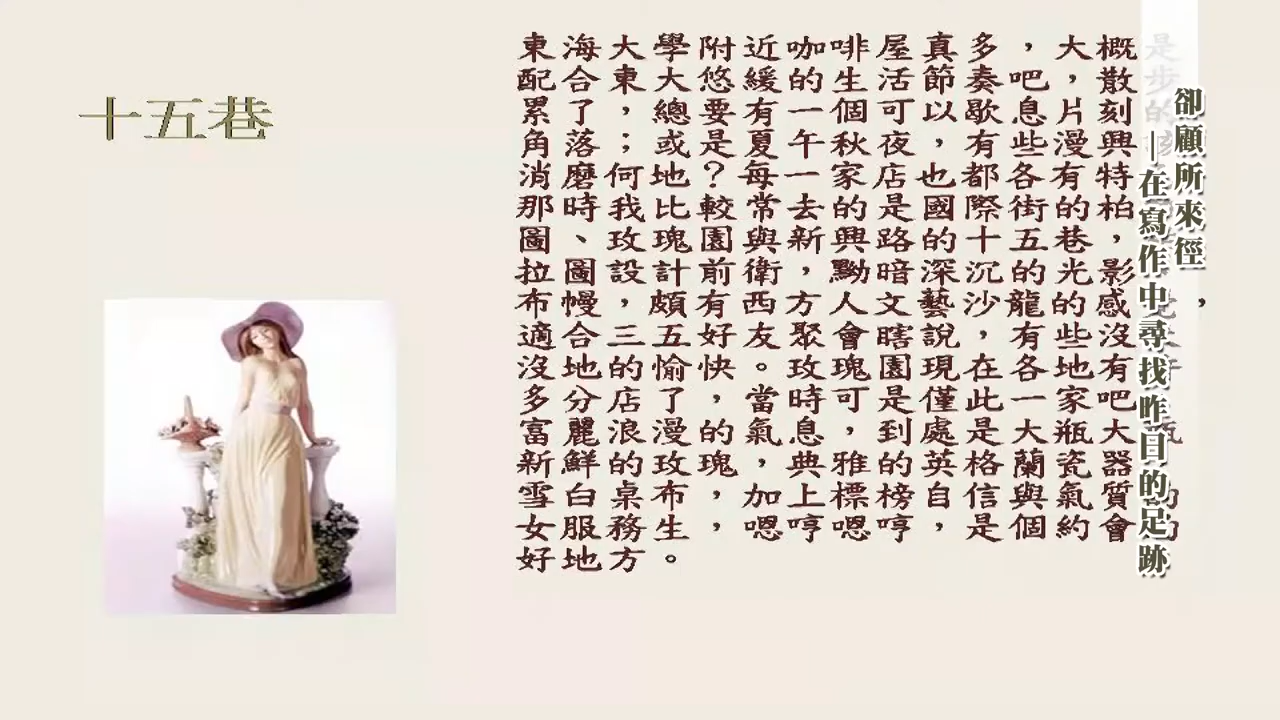 十五巷
東海大學附近咖啡屋真多，大概是
配合東大悠緩的生活節奏吧，散步
累了，總要有一個可以歇息片刻的
角落；或是夏午秋夜，有些漫興
消磨何地？每一家店也都各有特
那時我比較常去的是國際街的柏
圖、玫瑰園與新興路的十五巷，
拉圖設計前衛，黝暗深沉的光影
布幔，頗有西方人文藝沙龍的感
適合三五好友聚會瞎說，有些沒
沒地的愉快。玫瑰園現在各地有
多分店了，當時可是僅此一家吧
富麗浪漫的氣息，到處是大瓶大
新鮮的玫瑰，典雅的英格蘭瓷器
雪白桌布，加上標榜自信與氣質
女服務生，嗯哼嗯哼，是個約會
好地方。
卻顧所來徑
—在寫作中尋找昨日的足跡